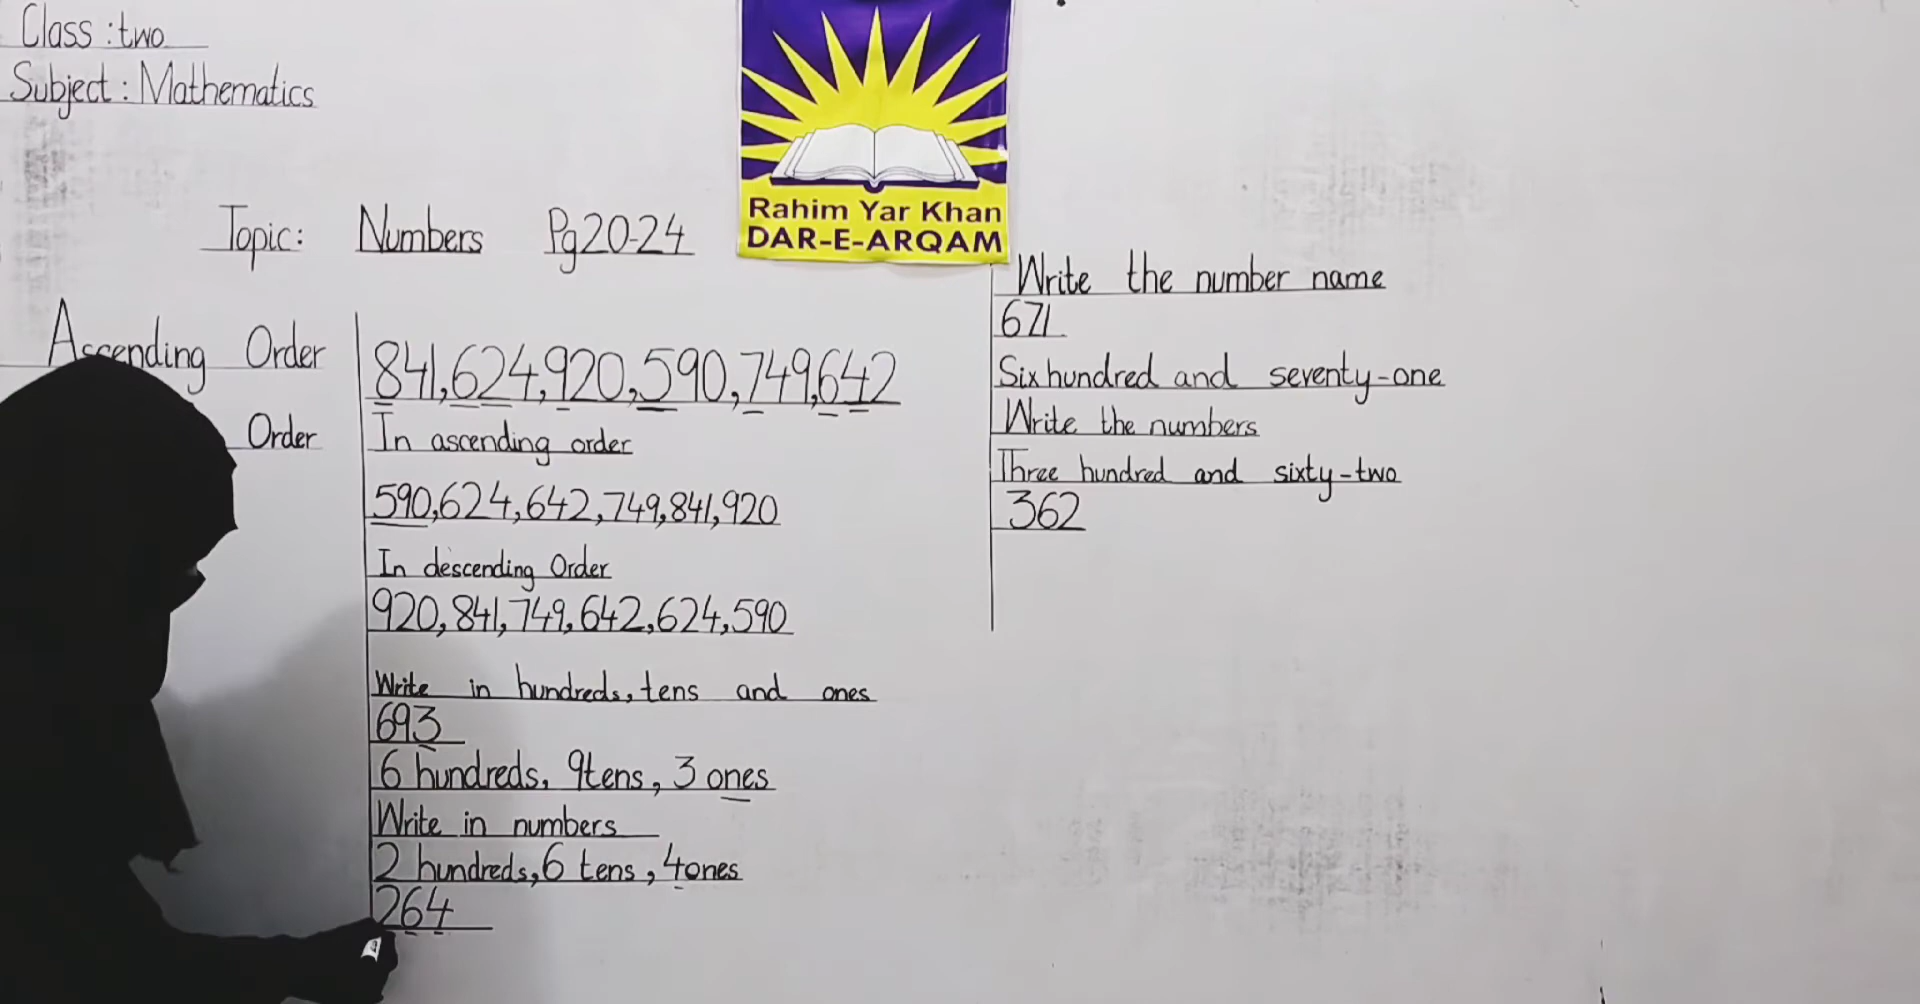 Class : two
Subject : Mathematics
Rahim Yar Khan
DAR-E-ARQAM
Topic: Numbers Pg20-24
Ascending Order
Order
841,624,920,590,749,642
In ascending order
590,624,642,749,841,920
In descending Order
920,841,749,642,624,590
Write in hundreds, tens and ones
693
6 hundreds, 9tens, 3 ones
Write in numbers
2 hundreds,6 tens, 4ones
264
Write the number name
671
Six hundred and seventy-one
Write the numbers
Three hundred and sixty-two
362